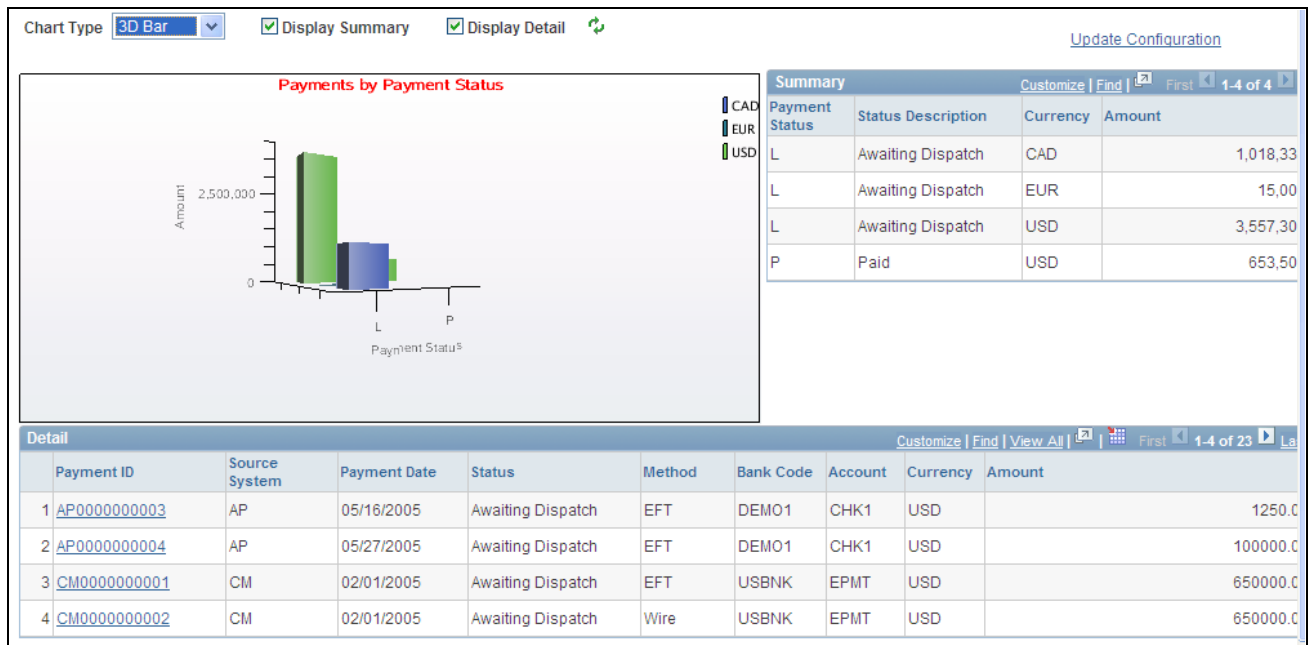 Chart Type 3D Bar Display Summary Display Detail
Update Configuration
Payments by Payment Status
CAD
EUR
USD
Amount
2,500,000
0
L
P
Payment Status
Summary Customize | Find | First 1-4 of 4
Payment Status Status Description Currency Amount
L Awaiting Dispatch CAD 1,018,33
L Awaiting Dispatch EUR 15,00
L Awaiting Dispatch USD 3,557,30
P Paid USD 653,50
Detail Customize | Find | View All | | First 1-4 of 23 La
Payment ID Source System Payment Date Status Method Bank Code Account Currency Amount
1 AP0000000003 AP 05/16/2005 Awaiting Dispatch EFT DEMO1 CHK1 USD 1250.0
2 AP0000000004 AP 05/27/2005 Awaiting Dispatch EFT DEMO1 CHK1 USD 100000.0
3 CM0000000001 CM 02/01/2005 Awaiting Dispatch EFT USBNK EPMT USD 650000.0
4 CM0000000002 CM 02/01/2005 Awaiting Dispatch Wire USBNK EPMT USD 650000.0